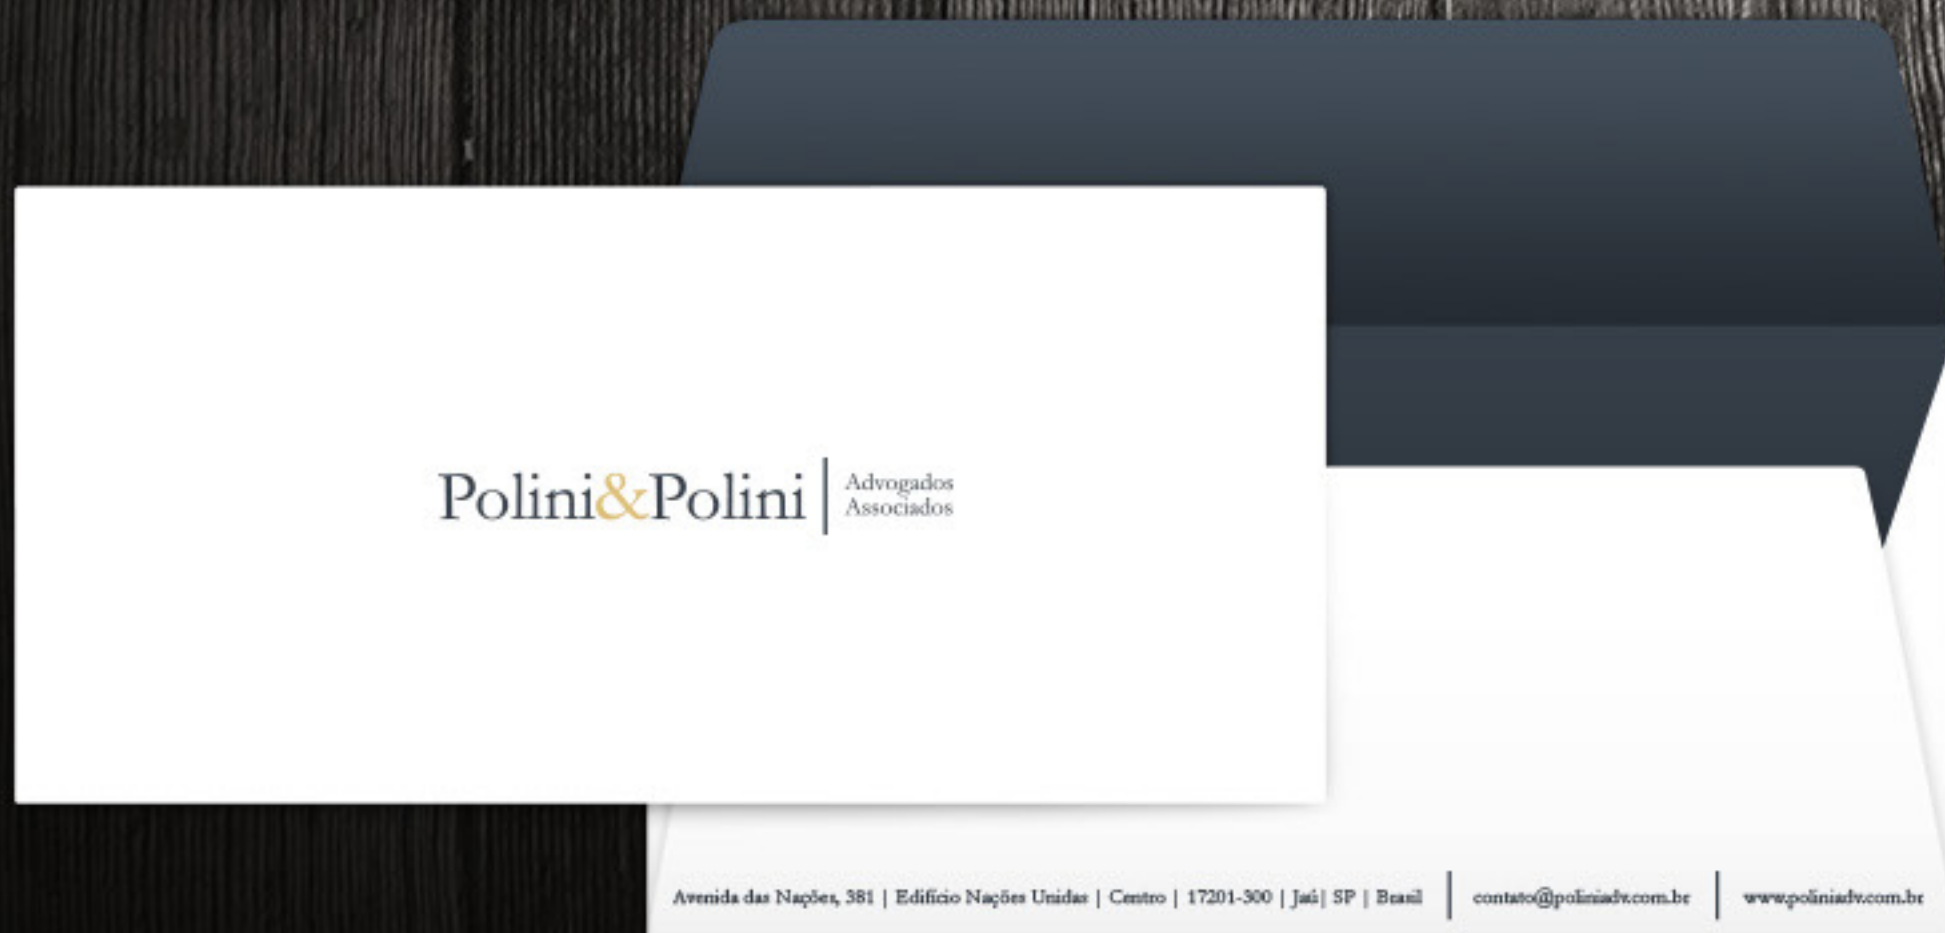 Polini&Polini
Advogados
Associados
Avenida das Nações, 381 | Edifício Nações Unidas | Centro | 17201-300 | Jaú| SP | Brasil
contato@poliniadv.com.br
www.poliniadv.com.br